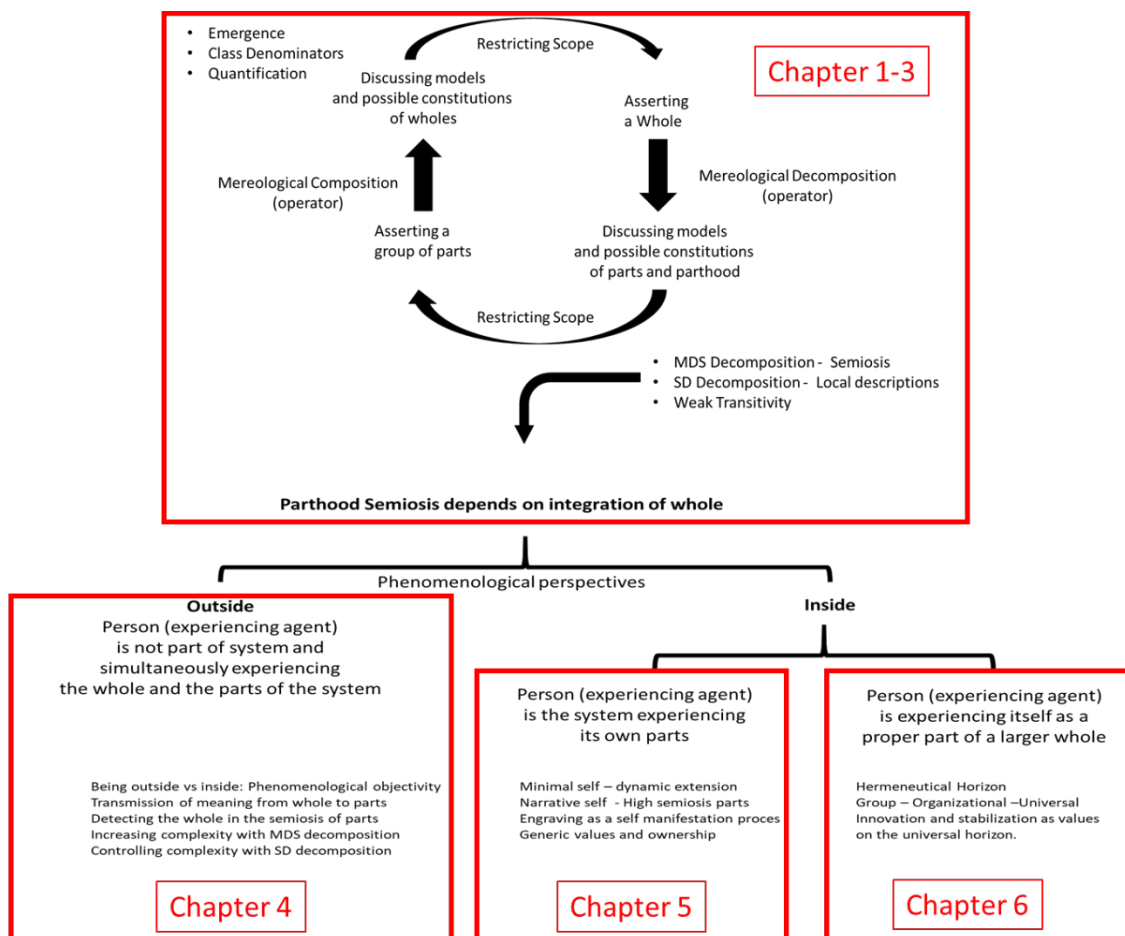 • Emergence
• Class Denominators
• Quantification
Restricting Scope
Chapter 1-3
Discussing models
and possible constitutions
of wholes
Asserting
a Whole
Mereological Composition
(operator)
Mereological Decomposition
(operator)
Asserting a
group of parts
Discussing models
and possible constitutions
of parts and parthood
Restricting Scope
• MDS Decomposition - Semiosis
• SD Decomposition - Local descriptions
• Weak Transitivity
Parthood Semiosis depends on integration of whole
Phenomenological perspectives
Outside
Person (experiencing agent)
is not part of system and
simultaneously experiencing
the whole and the parts of the system
Being outside vs inside: Phenomenological objectivity
Transmission of meaning from whole to parts
Detecting the whole in the semiosis of parts
Increasing complexity with MDS decomposition
Controlling complexity with SD decomposition
Chapter 4
Inside
Person (experiencing agent)
is the system experiencing
its own parts
Minimal self – dynamic extension
Narrative self - High semiosis parts
Engraving as a self manifestation proces
Generic values and ownership
Chapter 5
Person (experiencing agent)
is experiencing itself as a
proper part of a larger whole
Hermeneutical Horizon
Group – Organizational –Universal
Innovation and stabilization as values
on the universal horizon.
Chapter 6